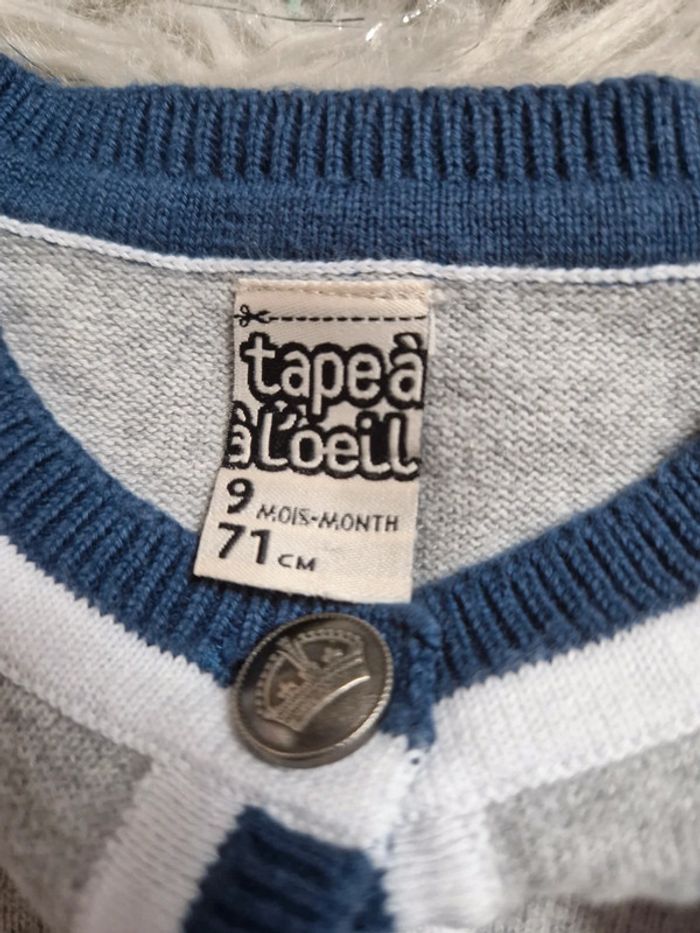 tape à
à l'oeil
9 MOIS-MONTH
71 CM